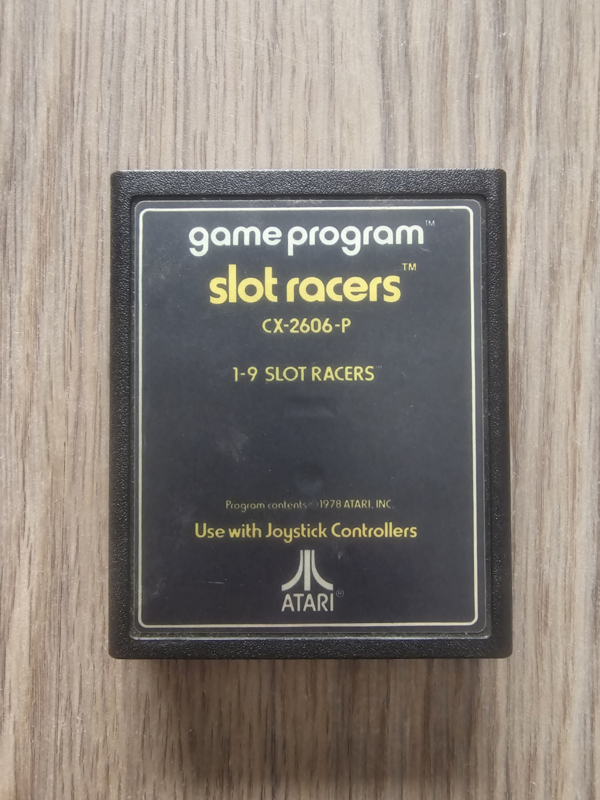 game program™
slot racers™
CX-2606-P
1-9 SLOT RACERS™
Program contents © 1978 ATARI, INC.
Use with Joystick Controllers
ATARI®